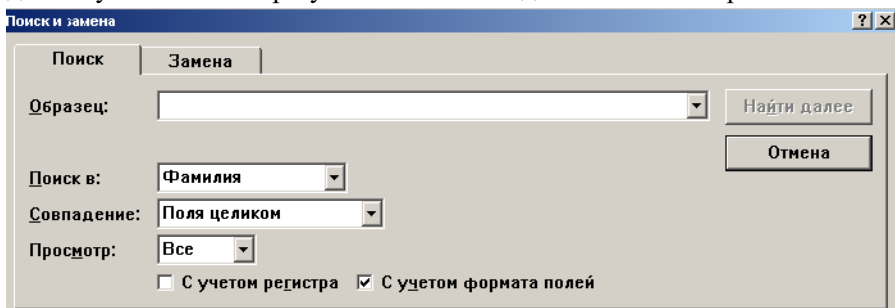 Поиск и замена
Поиск Замена
Образец:
Найти далее
Отмена
Поиск в: Фамилия
Совпадение: Поля целиком
Просмотр: Все
С учетом регистра С учетом формата полей